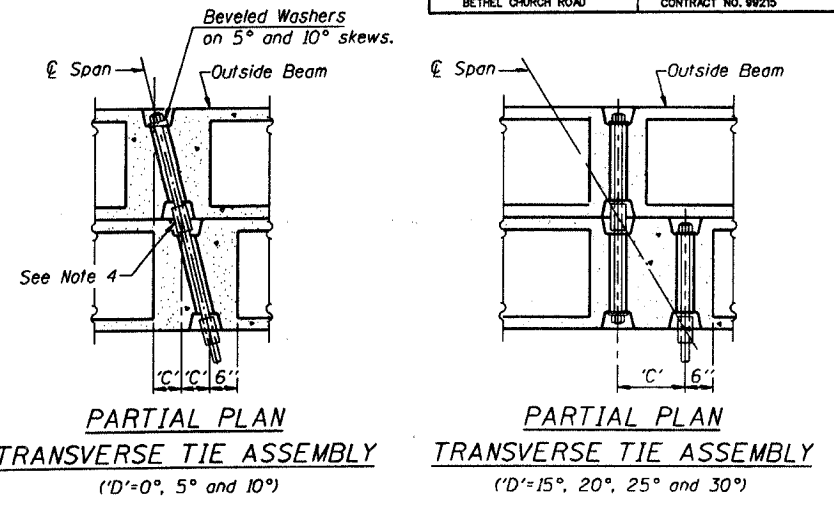 BETHEL CHURCH ROAD
CONTRACT NO. 99215
Beveled Washers
on 5° and 10° skews.
℄ Span
Outside Beam
See Note 4
'C' 'C' 6"
PARTIAL PLAN
TRANSVERSE TIE ASSEMBLY
('D'=0°, 5° and 10°)
℄ Span
Outside Beam
'C' 6"
PARTIAL PLAN
TRANSVERSE TIE ASSEMBLY
('D'=15°, 20°, 25° and 30°)